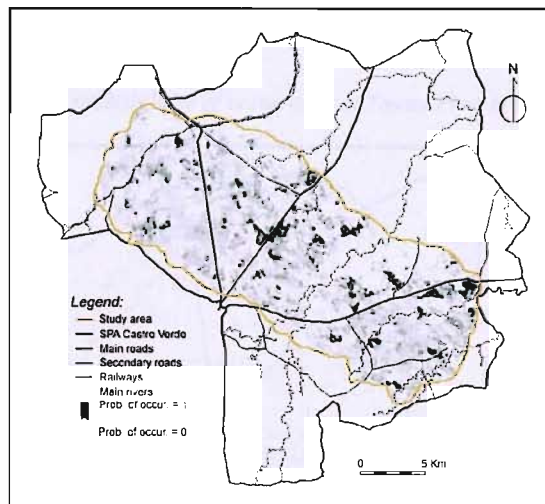 N
Legend:
Study area
SPA Castro Verde
Main roads
Secondary roads
Railways
Main rivers
Prob. of occur. = 1
Prob. of occur. = 0
0 5 Km